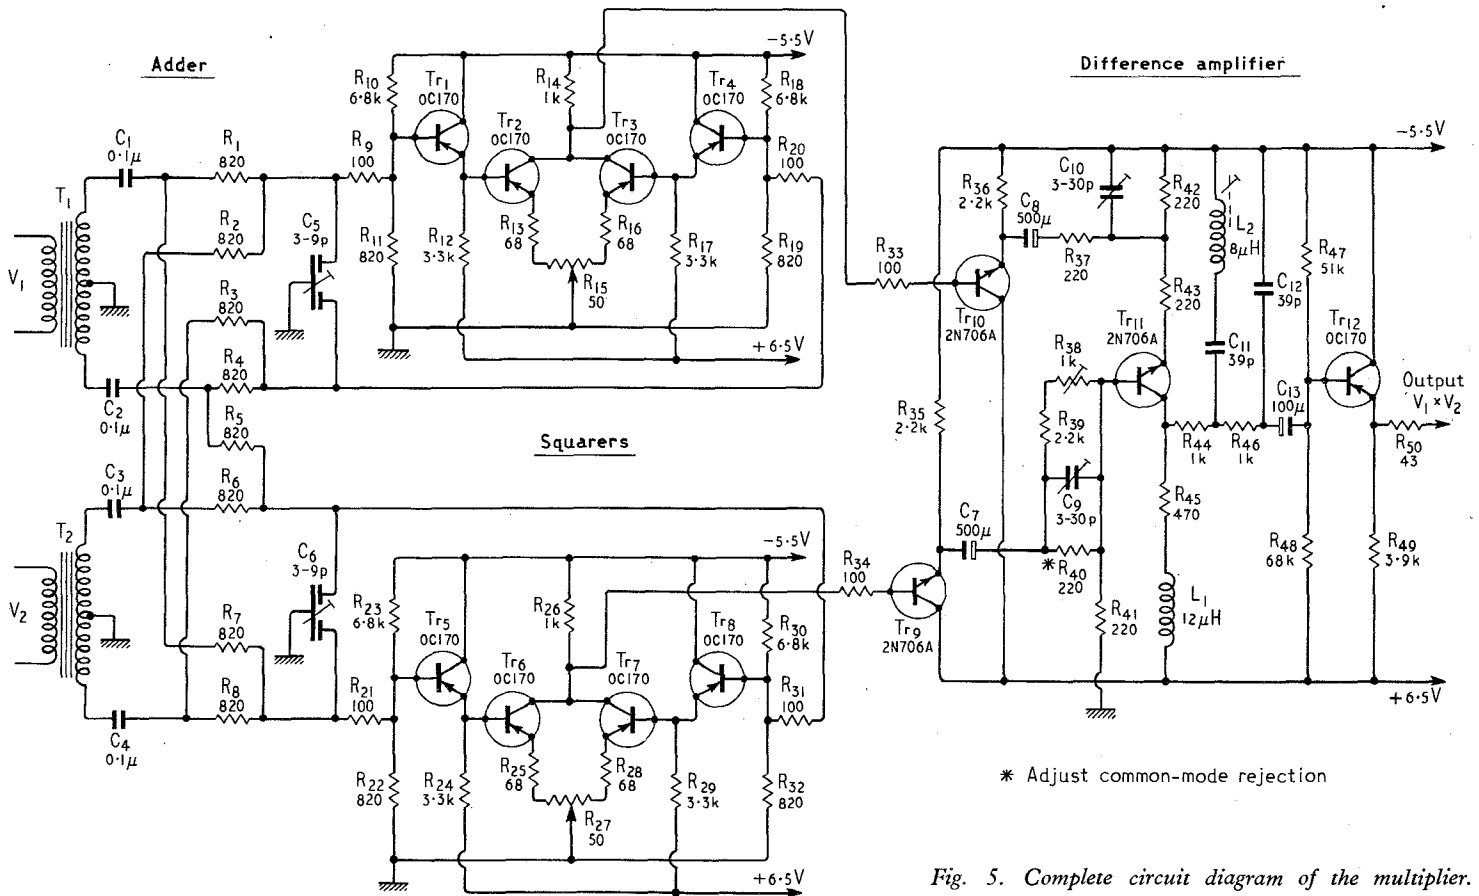 Adder
Squarers
Difference amplifier
V1
T1
C1
0·1μ
C2
0·1μ
R1
820
R2
820
R3
820
R4
820
R5
820
C3
0·1μ
R6
820
V2
T2
C4
0·1μ
R7
820
R8
820
C5
3-9p
C6
3-9p
R9
100
R10
6·8k
R11
820
Tr1
OC170
R12
3·3k
Tr2
OC170
R13
68
R14
1k
R15
50
Tr3
OC170
R16
68
R17
3·3k
Tr4
OC170
R18
6·8k
R19
820
R20
100
−5·5V
+6·5V
R21
100
R22
820
R23
6·8k
Tr5
OC170
R24
3·3k
Tr6
OC170
R25
68
R26
1k
R27
50
Tr7
OC170
R28
68
R29
3·3k
Tr8
OC170
R30
6·8k
R31
100
R32
820
−5·5V
+6·5V
R33
100
R34
100
R35
2·2k
R36
2·2k
Tr9
2N706A
Tr10
2N706A
C7
500μ
C8
500μ
R37
220
R38
1k
R39
2·2k
C9
3-30p
*
R40
220
R41
220
C10
3-30p
R42
220
R43
220
Tr11
2N706A
R44
1k
R45
470
L1
12μH
L2
8μH
C11
39p
C12
39p
R46
1k
C13
100μ
R47
51k
R48
68k
Tr12
OC170
R49
3·9k
R50
43
Output
V1 × V2
−5·5V
+6·5V
* Adjust common-mode rejection
Fig. 5. Complete circuit diagram of the multiplier.